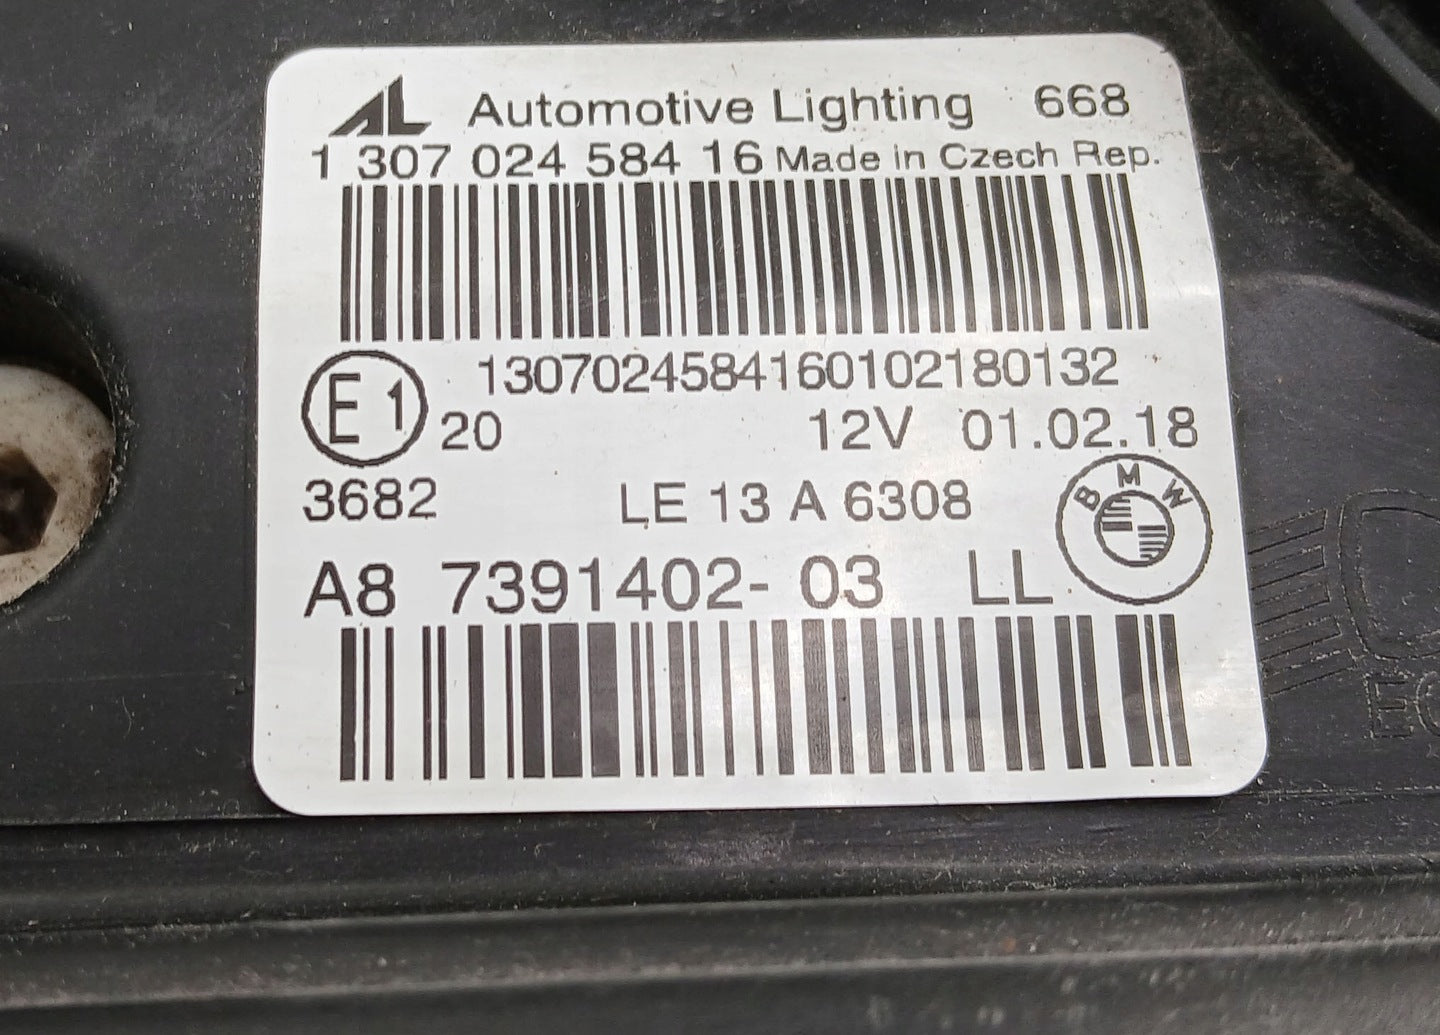 AL Automotive Lighting 668
1 307 024 584 16 Made in Czech Rep.
1307024584160102180132
E1 20 12V 01.02.18
3682 LE 13 A 6308
BMW
A8 7391402-03 LL